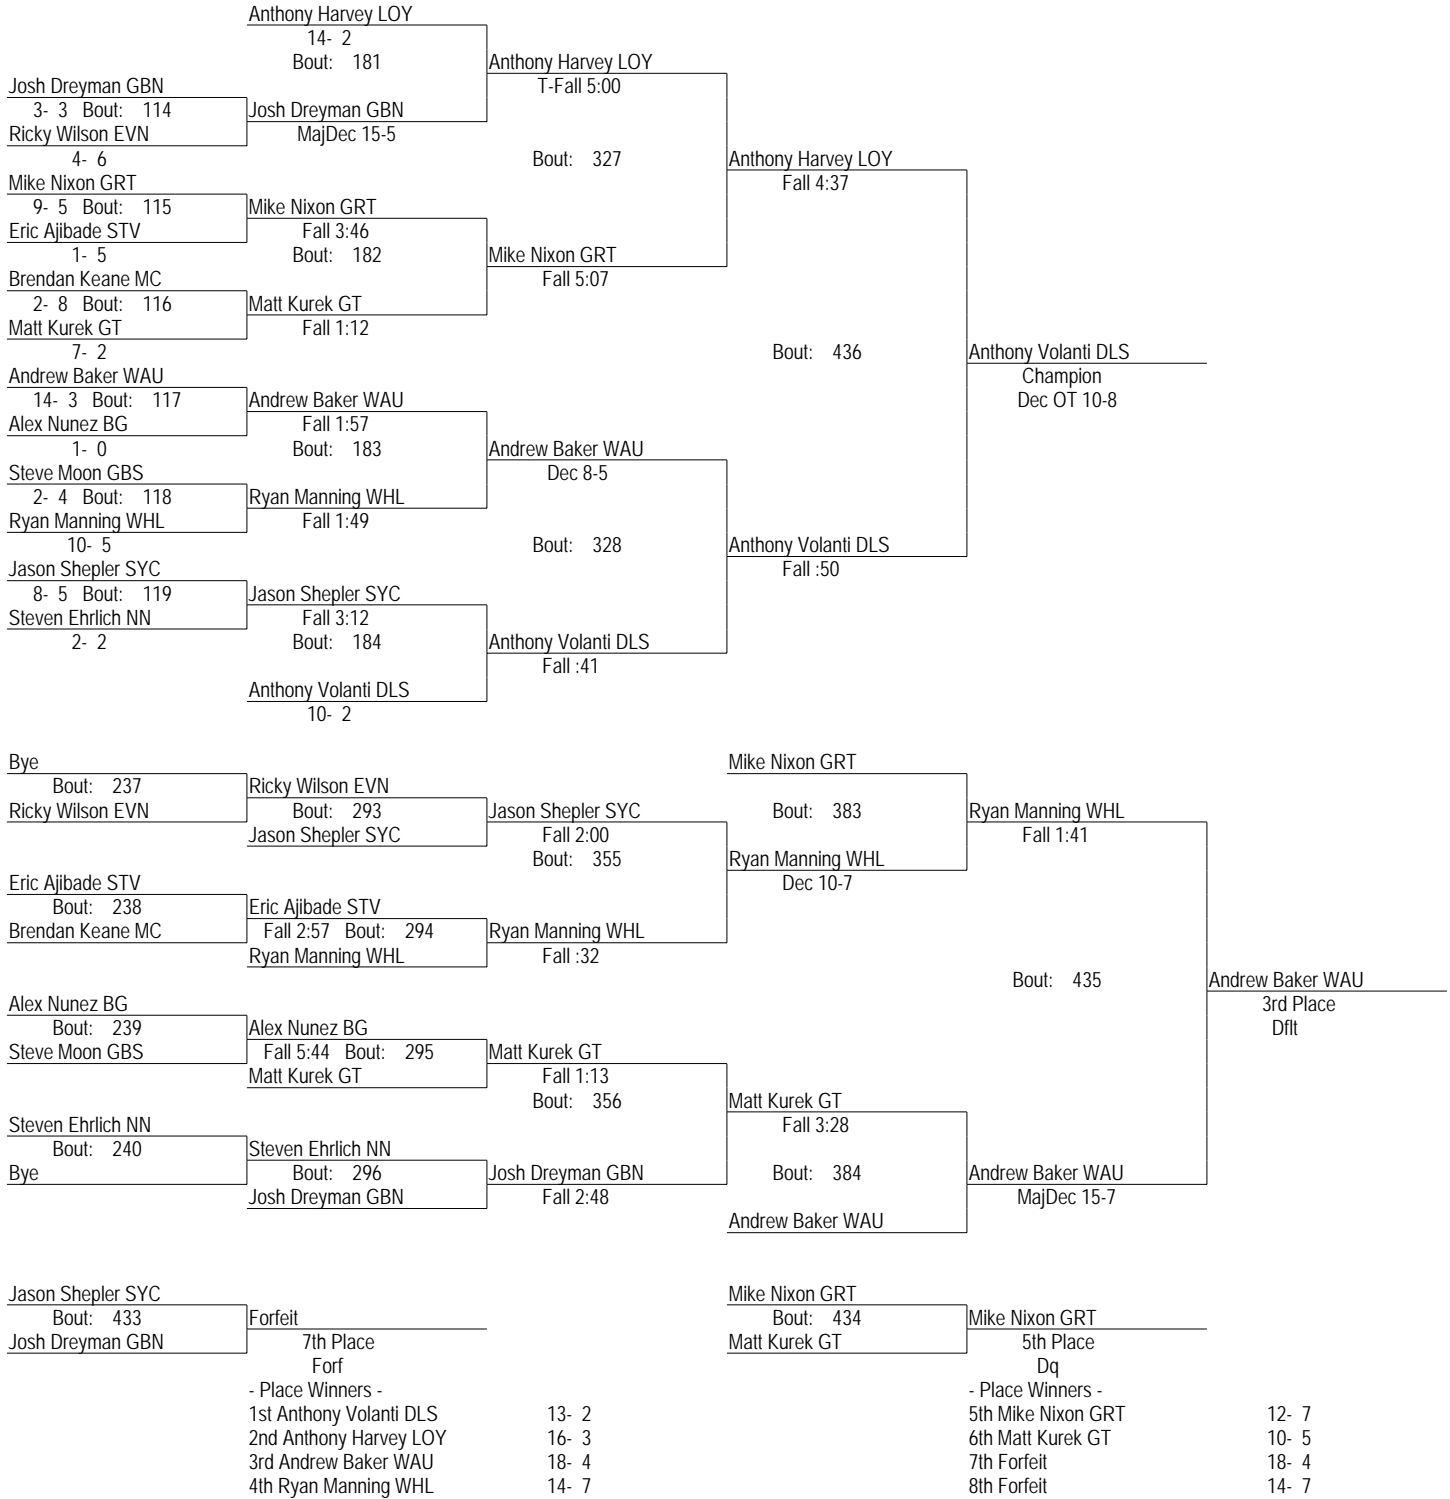 Anthony Harvey LOY
14- 2
Bout: 181 Anthony Harvey LOY
Josh Dreyman GBN T-Fall 5:00
3- 3 Bout: 114 Josh Dreyman GBN
Ricky Wilson EVN MajDec 15-5
4- 6 Bout: 327 Anthony Harvey LOY
Mike Nixon GRT Fall 4:37
9- 5 Bout: 115 Mike Nixon GRT
Eric Ajibade STV Fall 3:46
1- 5 Bout: 182 Mike Nixon GRT
Brendan Keane MC Fall 5:07
2- 8 Bout: 116 Matt Kurek GT
Matt Kurek GT Fall 1:12
7- 2 Bout: 436 Anthony Volanti DLS
Andrew Baker WAU Champion
14- 3 Bout: 117 Andrew Baker WAU Dec OT 10-8
Alex Nunez BG Fall 1:57
1- 0 Bout: 183 Andrew Baker WAU
Steve Moon GBS Dec 8-5
2- 4 Bout: 118 Ryan Manning WHL
Ryan Manning WHL Fall 1:49
10- 5 Bout: 328 Anthony Volanti DLS
Jason Shepler SYC Fall :50
8- 5 Bout: 119 Jason Shepler SYC
Steven Ehrlich NN Fall 3:12
2- 2 Bout: 184 Anthony Volanti DLS
Fall :41
Anthony Volanti DLS
10- 2
Bye Mike Nixon GRT
Bout: 237 Ricky Wilson EVN
Ricky Wilson EVN Bout: 293 Jason Shepler SYC Bout: 383 Ryan Manning WHL
Jason Shepler SYC Fall 2:00 Fall 1:41
Bout: 355 Ryan Manning WHL
Eric Ajibade STV Dec 10-7
Bout: 238 Eric Ajibade STV
Brendan Keane MC Fall 2:57 Bout: 294 Ryan Manning WHL
Ryan Manning WHL Fall :32
Bout: 435 Andrew Baker WAU
Alex Nunez BG 3rd Place
Bout: 239 Alex Nunez BG Dflt
Steve Moon GBS Fall 5:44 Bout: 295 Matt Kurek GT
Matt Kurek GT Fall 1:13
Bout: 356 Matt Kurek GT
Steven Ehrlich NN Fall 3:28
Bout: 240 Steven Ehrlich NN
Bye Bout: 296 Josh Dreyman GBN Bout: 384 Andrew Baker WAU
Josh Dreyman GBN Fall 2:48 MajDec 15-7
Andrew Baker WAU
Jason Shepler SYC Mike Nixon GRT
Bout: 433 Forfeit Bout: 434 Mike Nixon GRT
Josh Dreyman GBN 7th Place Matt Kurek GT 5th Place
Forf Dq
- Place Winners - - Place Winners -
1st Anthony Volanti DLS 13- 2 5th Mike Nixon GRT 12- 7
2nd Anthony Harvey LOY 16- 3 6th Matt Kurek GT 10- 5
3rd Andrew Baker WAU 18- 4 7th Forfeit 18- 4
4th Ryan Manning WHL 14- 7 8th Forfeit 14- 7